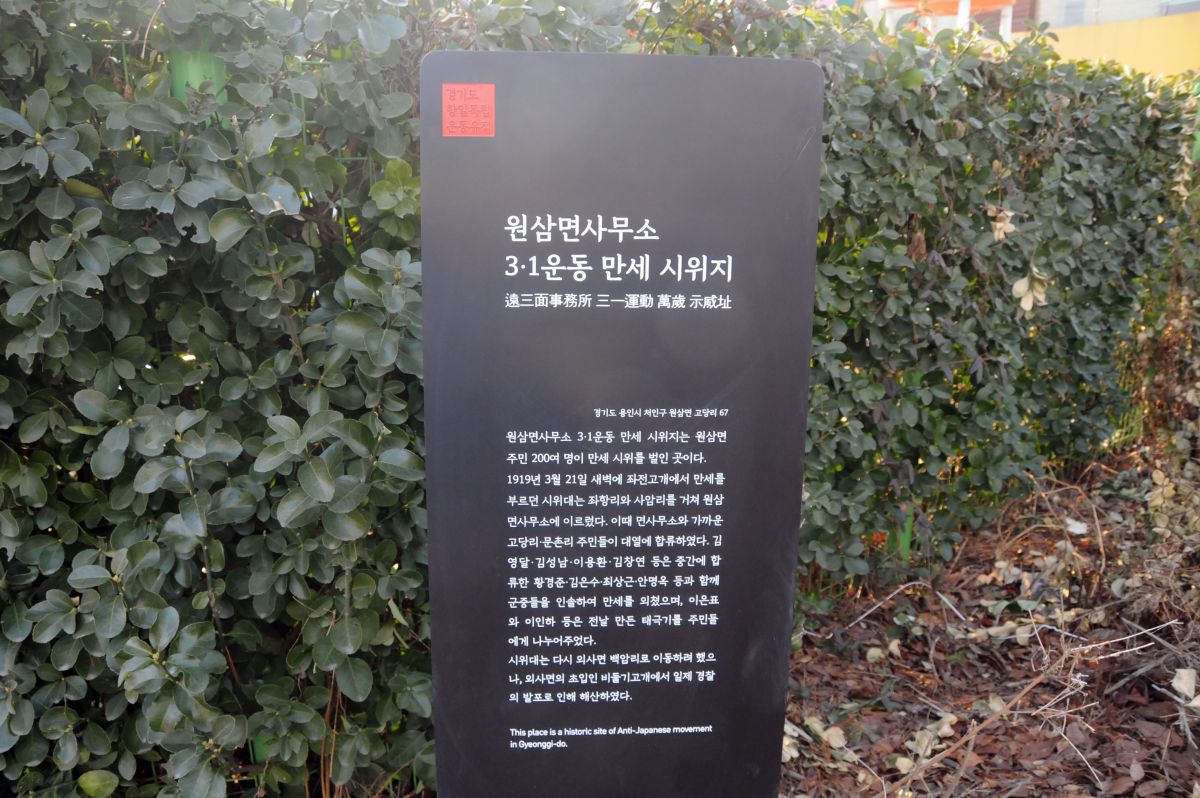 경기도
항일독립
운동유적
원삼면사무소
3·1운동 만세 시위지
遠三面事務所 三一運動 萬歲 示威址
경기도 용인시 처인구 원삼면 고당리 67
원삼면사무소 3·1운동 만세 시위지는 원삼면
주민 200여 명이 만세 시위를 벌인 곳이다.
1919년 3월 21일 새벽에 좌전고개에서 만세를
부르던 시위대는 좌항리와 사암리를 거쳐 원삼
면사무소에 이르렀다. 이때 면사무소와 가까운
고당리·문촌리 주민들이 대열에 합류하였다. 김
영달·김성남·이용환·김창연 등은 중간에 합
류한 황경준·김은수·최상근·안명옥 등과 함께
군중들을 인솔하여 만세를 외쳤으며, 이은표
와 이인하 등은 전날 만든 태극기를 주민들
에게 나누어주었다.
시위대는 다시 외사면 백암리로 이동하려 했으
나, 외사면의 초입인 비둘기고개에서 일제 경찰
의 발포로 인해 해산하였다.
This place is a historic site of Anti-Japanese movement
in Gyeonggi-do.